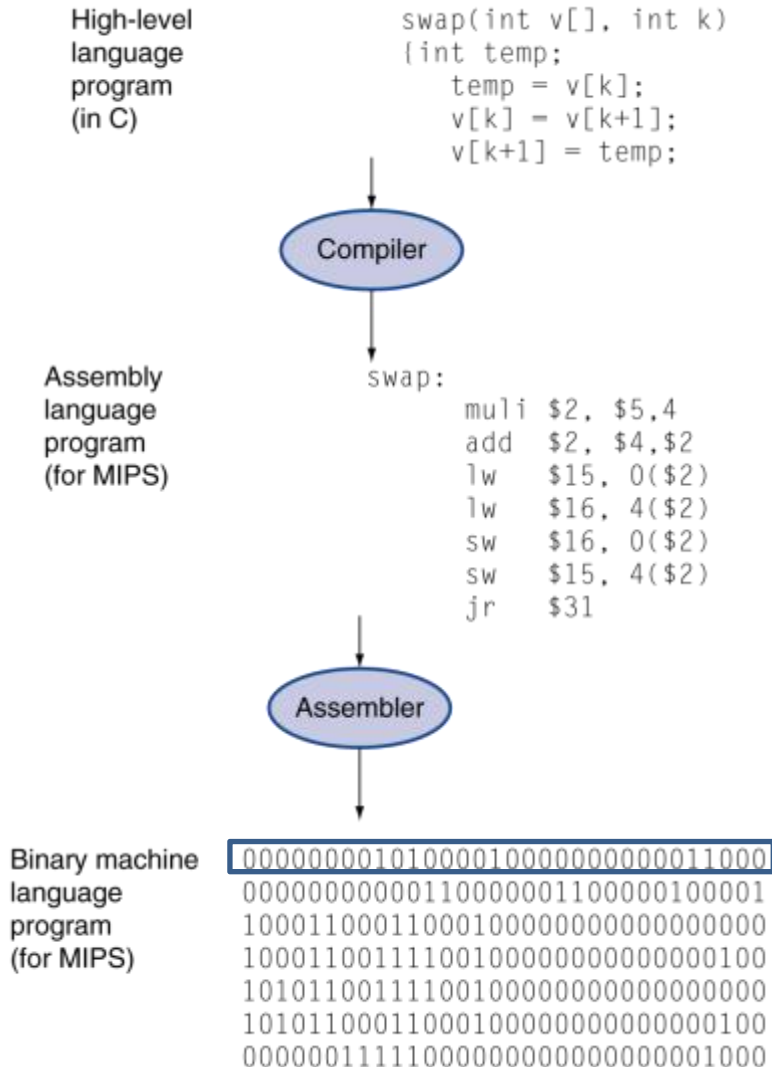 High-level
language
program
(in C)
swap(int v[], int k)
{int temp;
temp = v[k];
v[k] = v[k+1];
v[k+1] = temp;
Compiler
Assembly
language
program
(for MIPS)
swap:
muli $2, $5,4
add $2, $4,$2
lw $15, 0($2)
lw $16, 4($2)
sw $16, 0($2)
sw $15, 4($2)
jr $31
Assembler
Binary machine
language
program
(for MIPS)
00000000101000010000000000011000
00000000000110000001100000100001
10001100011000100000000000000000
10001100111100100000000000000100
10101100111100100000000000000000
10101100011000100000000000000100
00000011111000000000000000001000